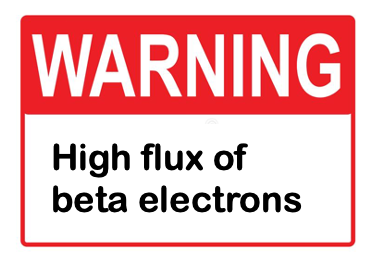 WARNING
High flux of
beta electrons